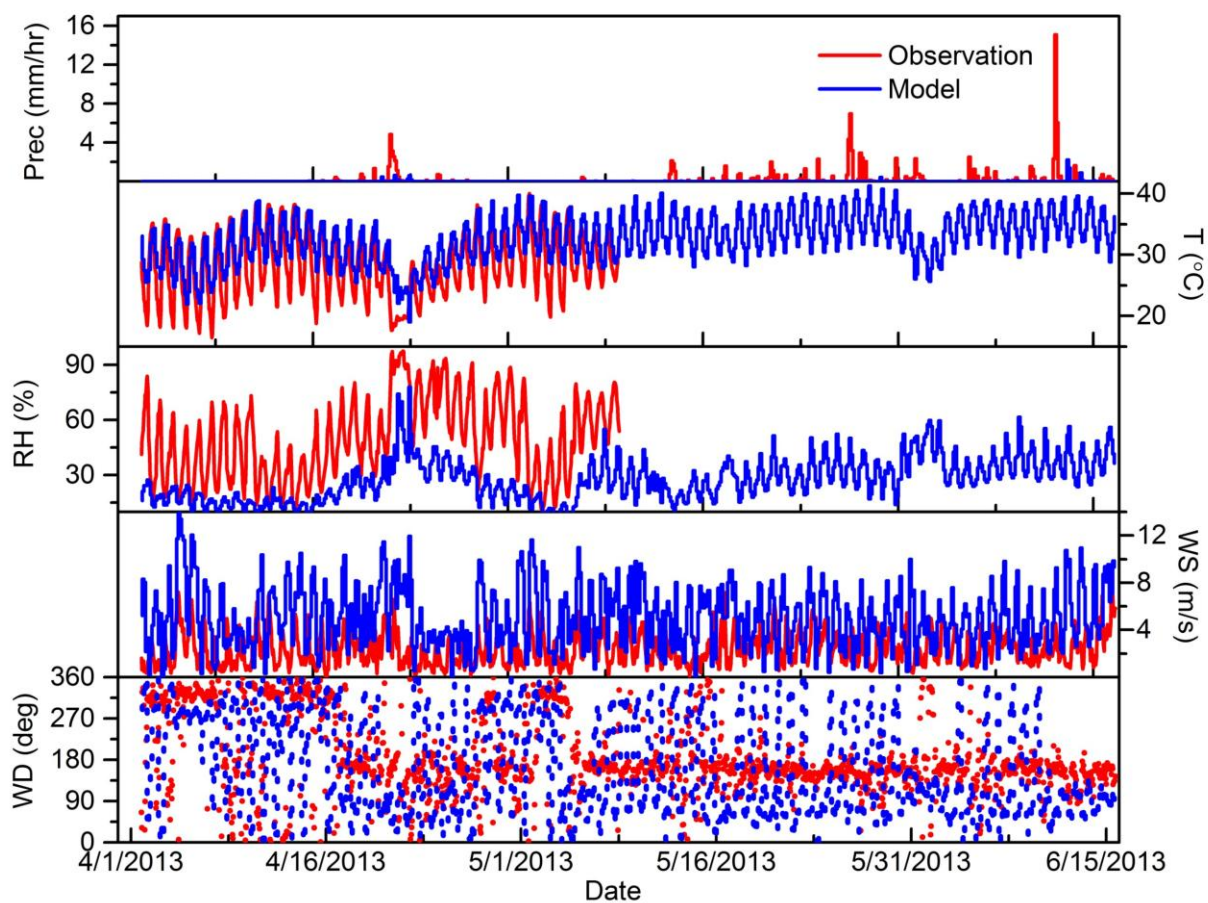 Prec (mm/hr)
16
12
8
4
Observation
Model
T (°C)
40
30
20
RH (%)
90
60
30
WS (m/s)
12
8
4
WD (deg)
360
270
180
90
0
4/1/2013 4/16/2013 5/1/2013 5/16/2013 5/31/2013 6/15/2013
Date